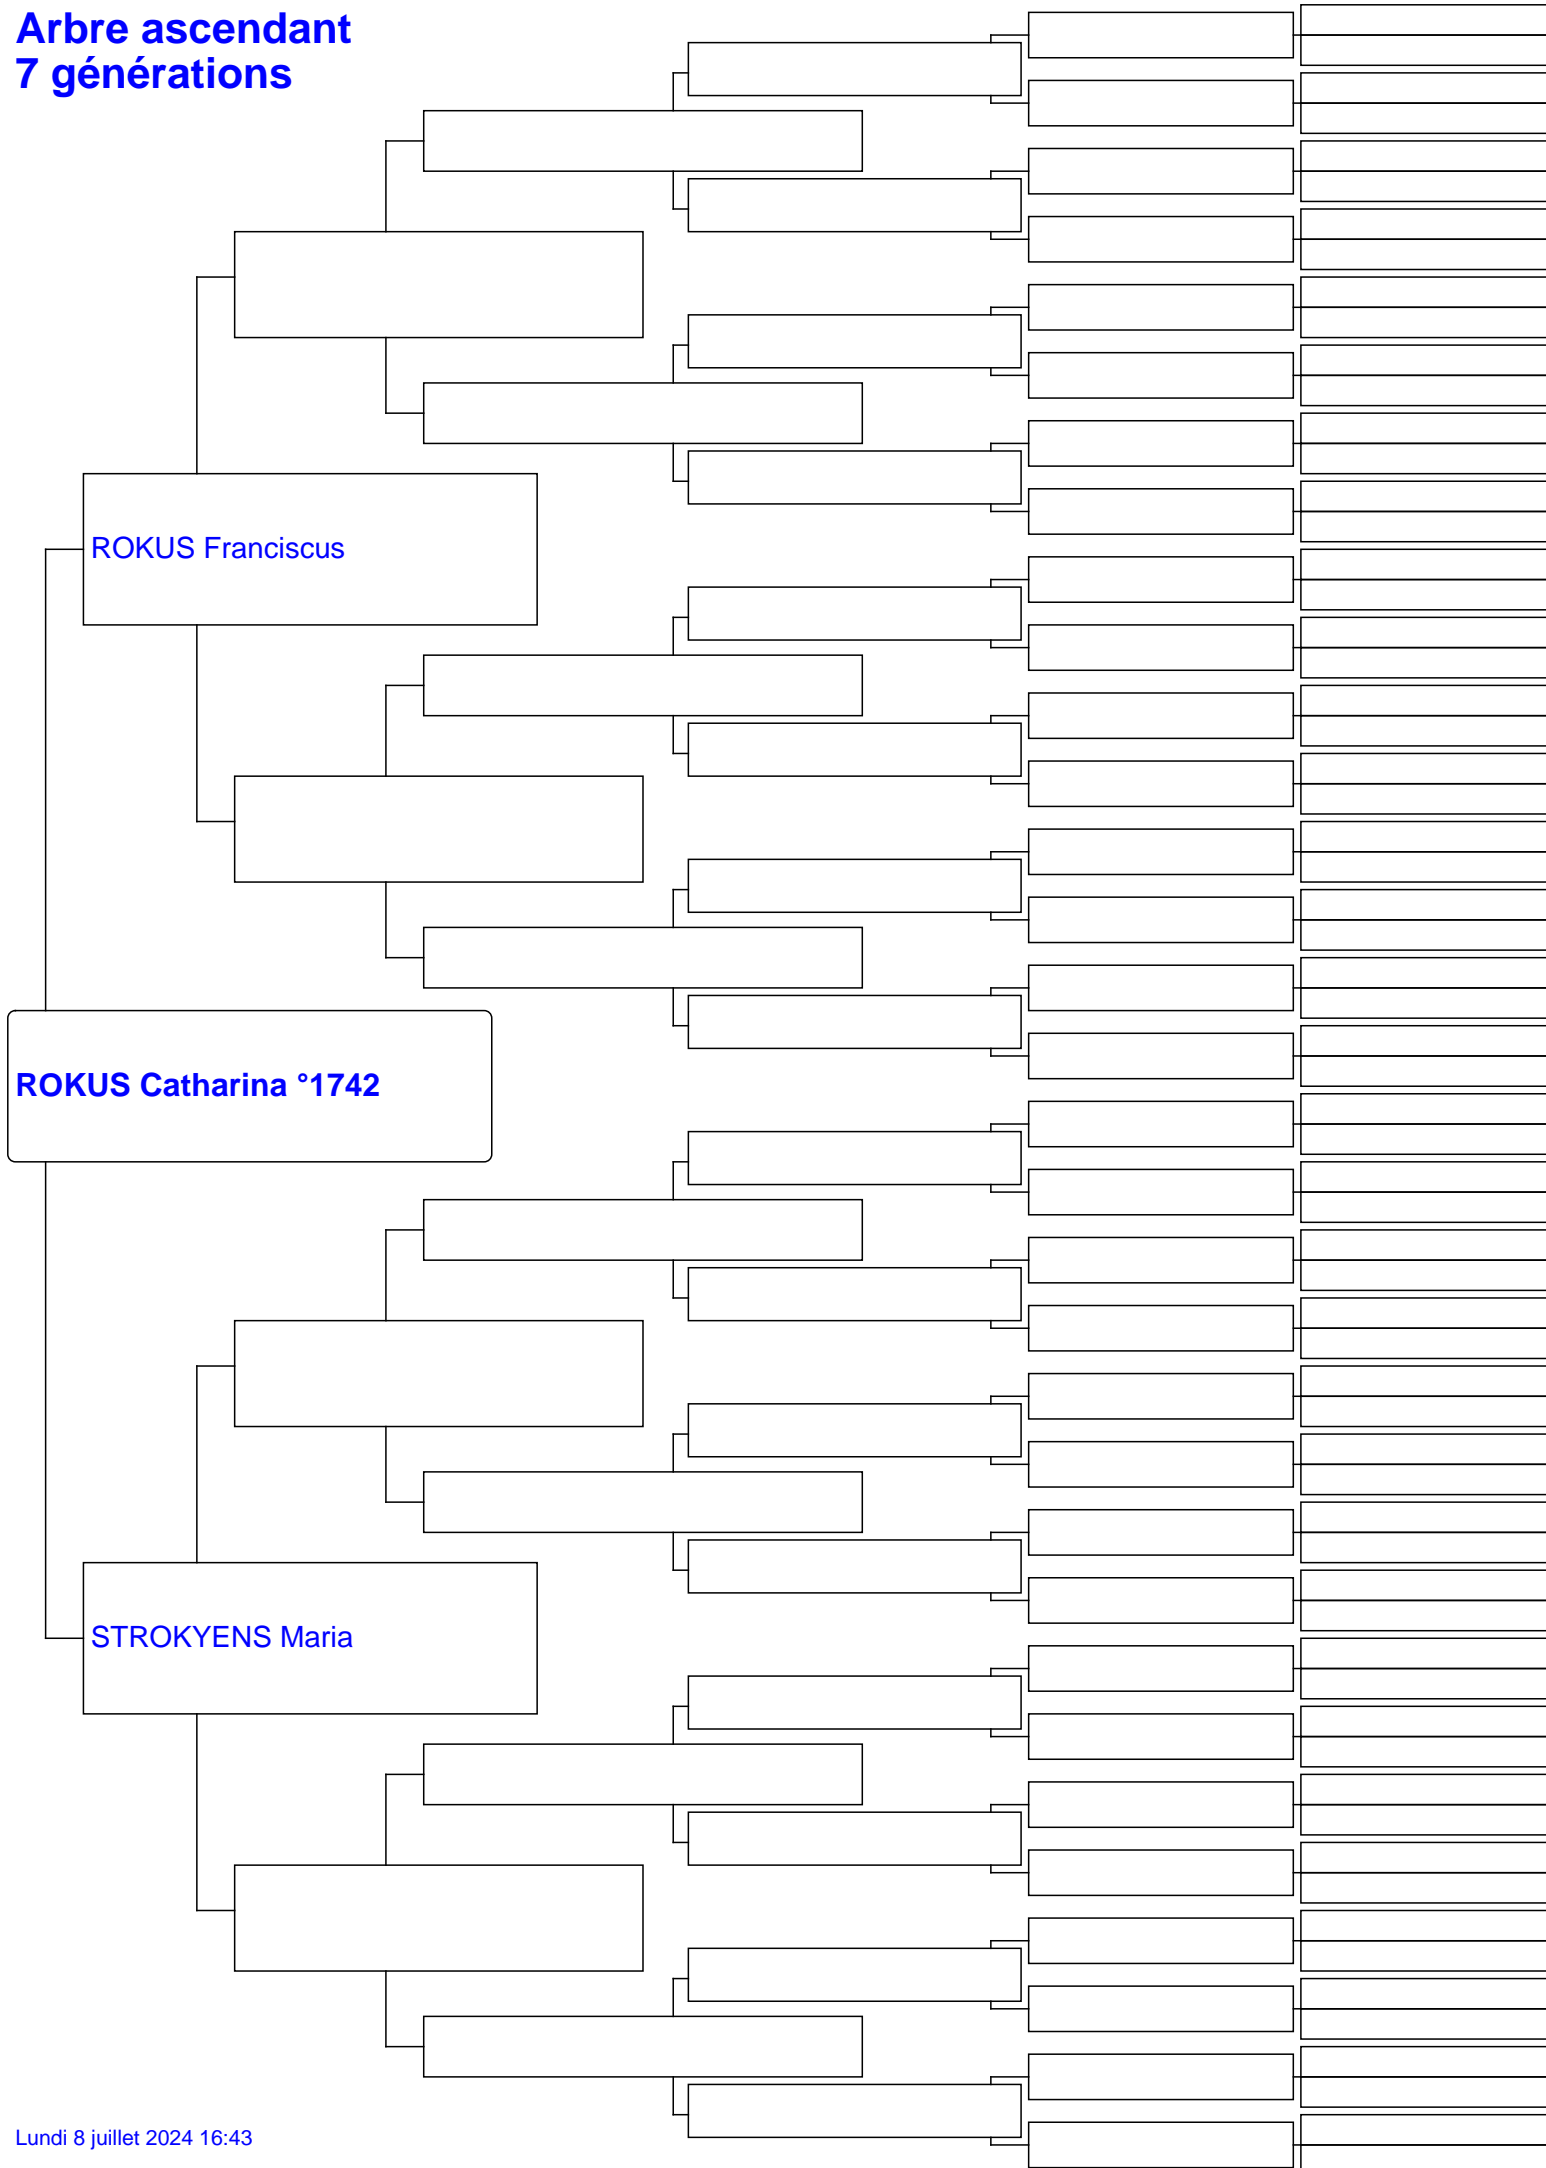 Arbre ascendant
7 générations
ROKUS Franciscus
ROKUS Catharina °1742
STROKYENS Maria
Lundi 8 juillet 2024 16:43